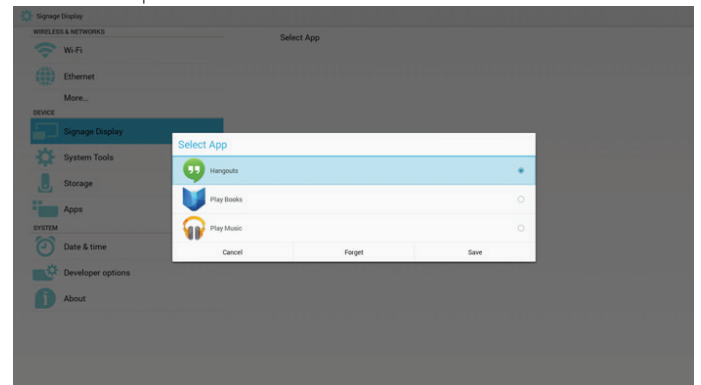 Signage Display
WIRELESS & NETWORKS
Wi-Fi
Ethernet
More...
DEVICE
Signage Display
System Tools
Storage
Apps
SYSTEM
Date & time
Developer options
About
Select App
Select App
Hangouts
Play Books
Play Music
Cancel Forget Save